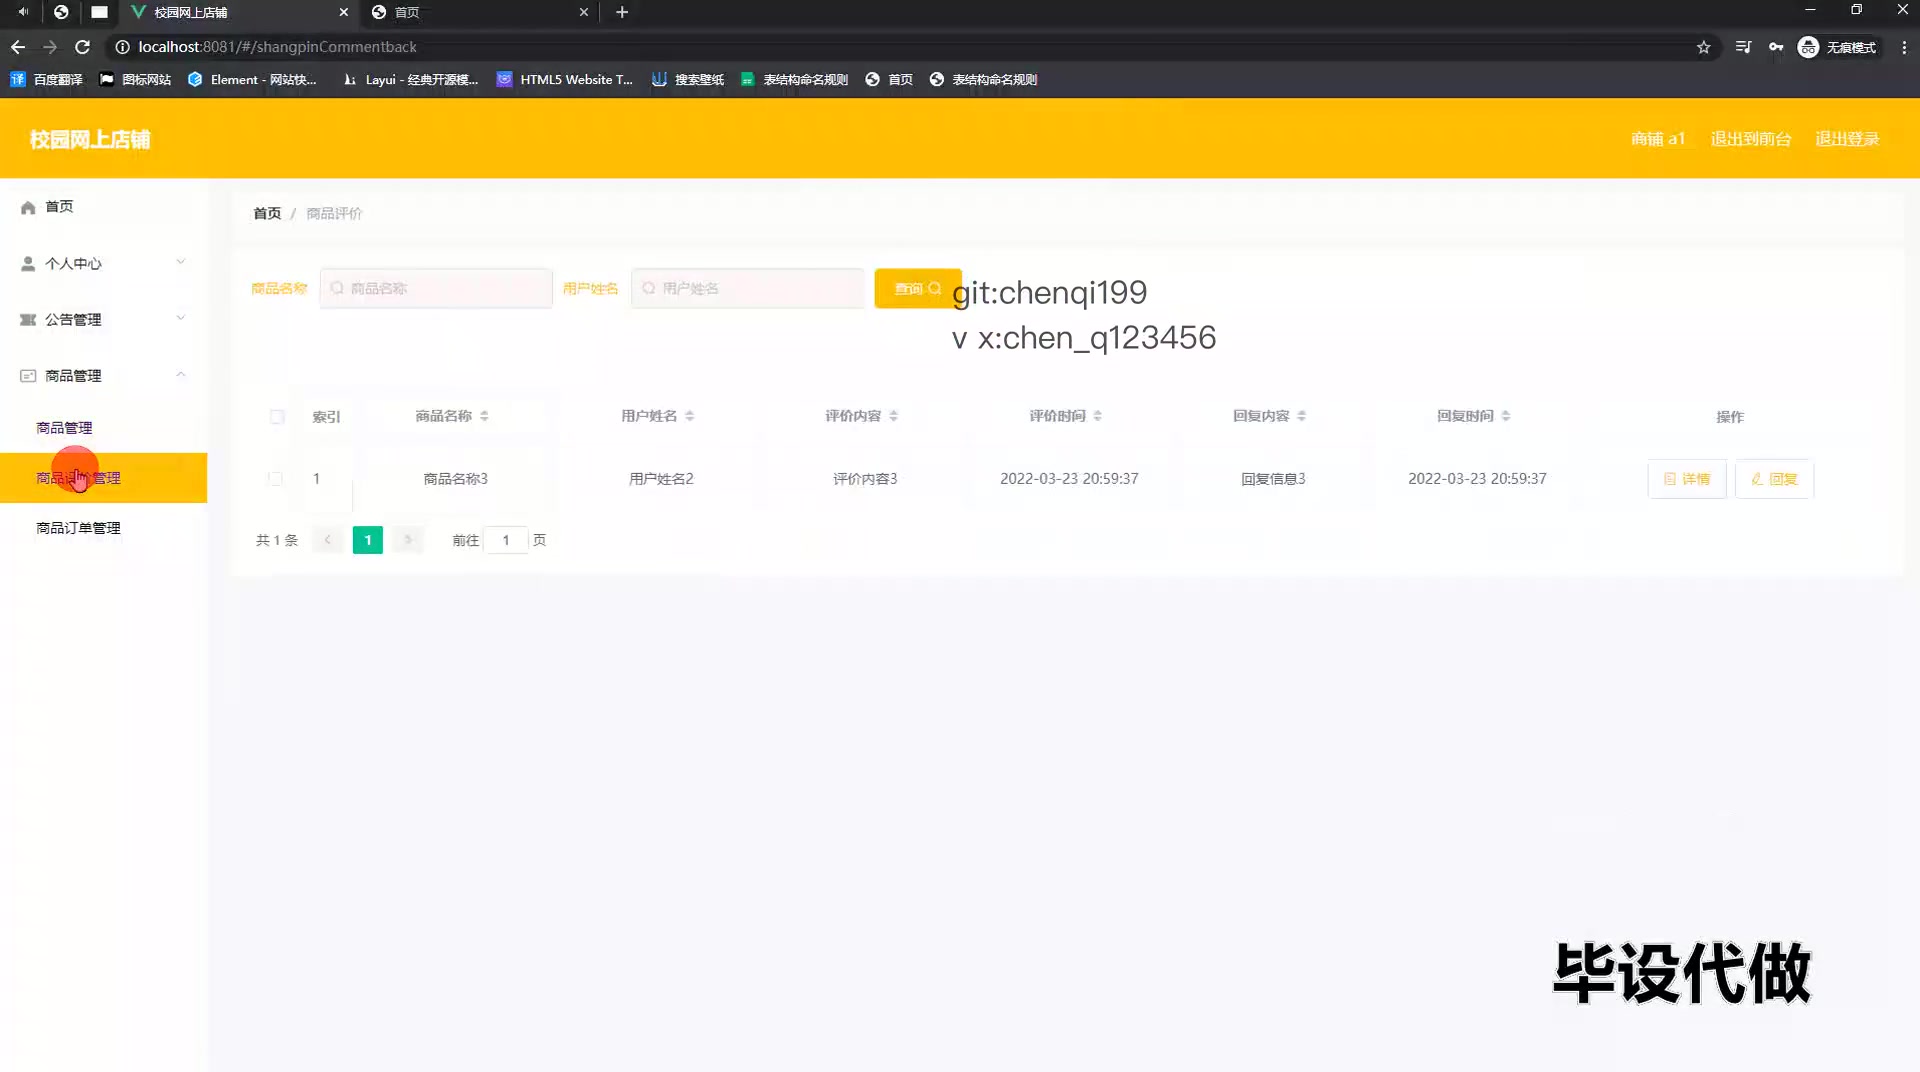 校园网上店铺
首页
localhost:8081/#/shangpinCommentback
无痕模式
百度翻译
图标网站
Element - 网站快...
Layui - 经典开源模...
HTML5 Website T...
搜索壁纸
表结构命名规则
首页
表结构命名规则
校园网上店铺
商铺 a1
退出到前台
退出登录
首页
个人中心
公告管理
商品管理
商品管理
商品评价管理
商品订单管理
首页 / 商品评价
商品名称 商品名称 用户姓名 用户姓名 查询
git:chenqi199
v x:chen_q123456
索引 商品名称 用户姓名 评价内容 评价时间 回复内容 回复时间 操作
1 商品名称3 用户姓名2 评价内容3 2022-03-23 20:59:37 回复信息3 2022-03-23 20:59:37 详情 回复
共 1 条 1 前往 1 页
毕设代做